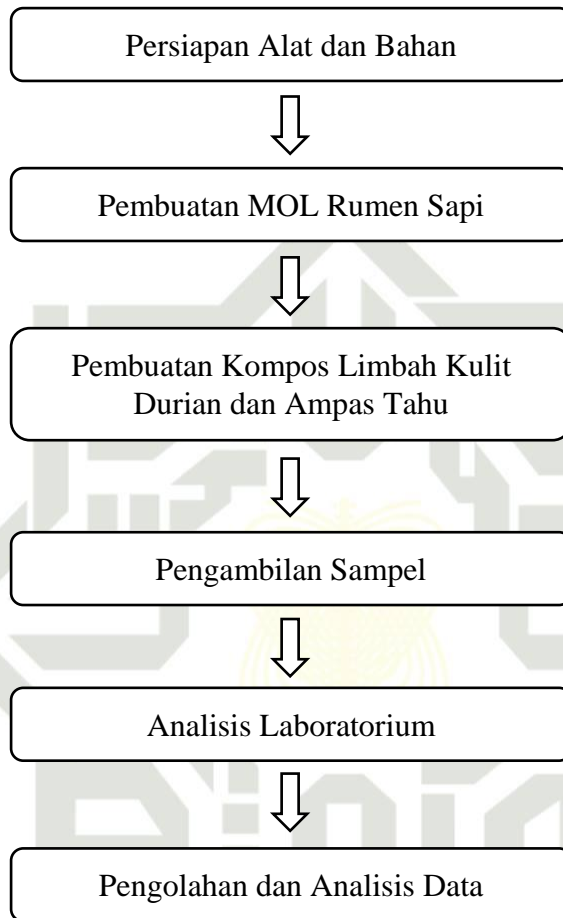 Persiapan Alat dan Bahan
Pembuatan MOL Rumen Sapi
Pembuatan Kompos Limbah Kulit
Durian dan Ampas Tahu
Pengambilan Sampel
Analisis Laboratorium
Pengolahan dan Analisis Data